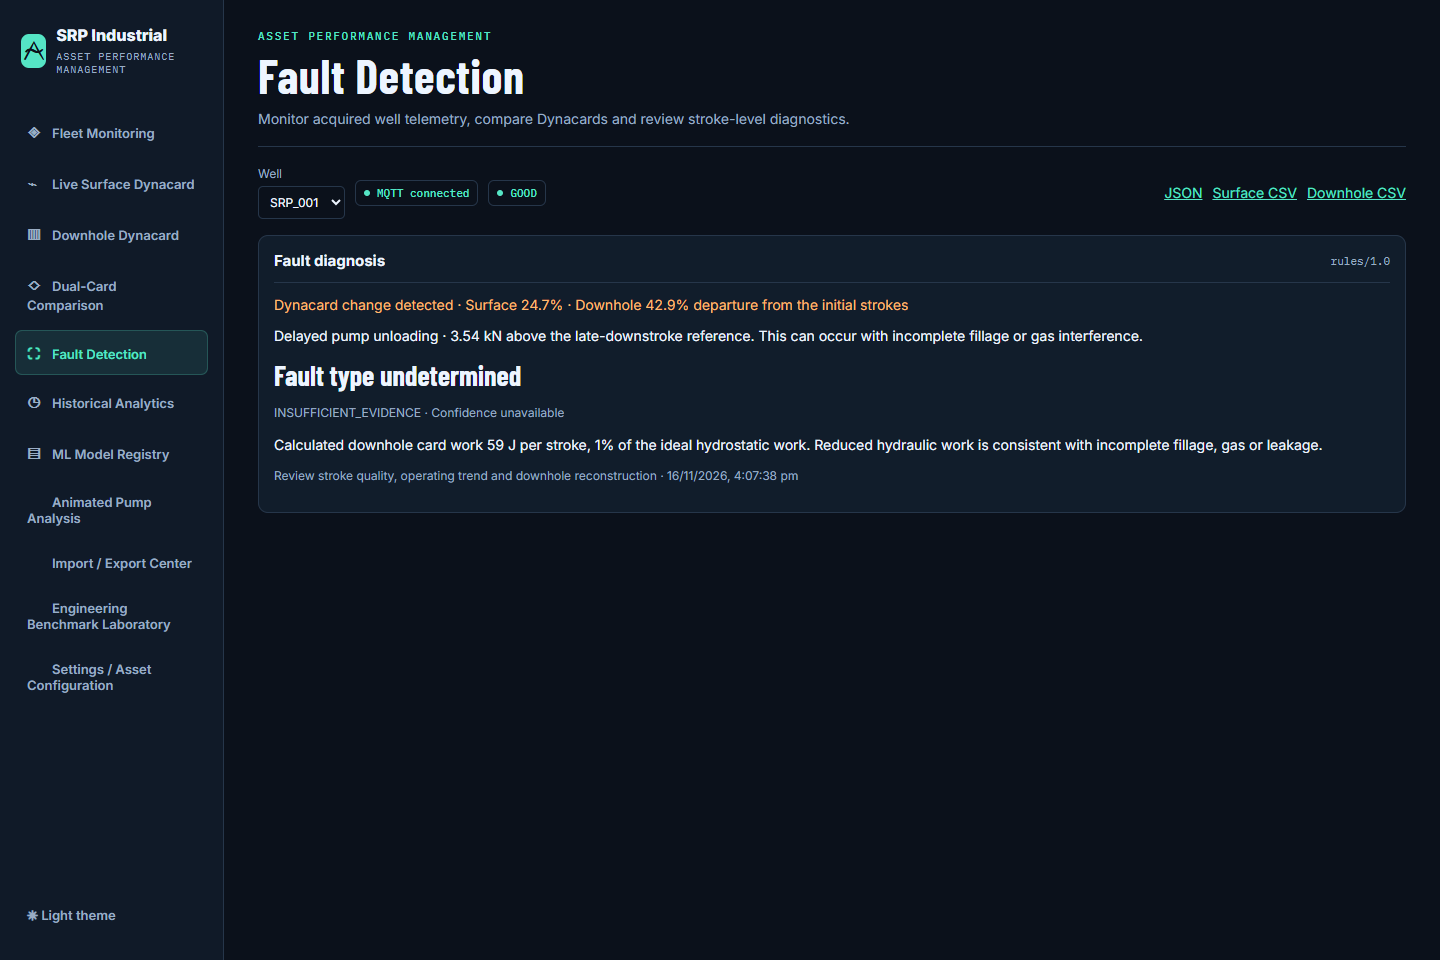 SRP Industrial
ASSET PERFORMANCE
MANAGEMENT
Fleet Monitoring
Live Surface Dynacard
Downhole Dynacard
Dual-Card
Comparison
Fault Detection
Historical Analytics
ML Model Registry
Animated Pump
Analysis
Import / Export Center
Engineering
Benchmark Laboratory
Settings / Asset
Configuration
Light theme
ASSET PERFORMANCE MANAGEMENT
Fault Detection
Monitor acquired well telemetry, compare Dynacards and review stroke-level diagnostics.
Well
SRP_001
MQTT connected
GOOD
JSON Surface CSV Downhole CSV
Fault diagnosis
rules/1.0
Dynacard change detected · Surface 24.7% · Downhole 42.9% departure from the initial strokes
Delayed pump unloading · 3.54 kN above the late-downstroke reference. This can occur with incomplete fillage or gas interference.
Fault type undetermined
INSUFFICIENT_EVIDENCE · Confidence unavailable
Calculated downhole card work 59 J per stroke, 1% of the ideal hydrostatic work. Reduced hydraulic work is consistent with incomplete fillage, gas or leakage.
Review stroke quality, operating trend and downhole reconstruction · 16/11/2026, 4:07:38 pm